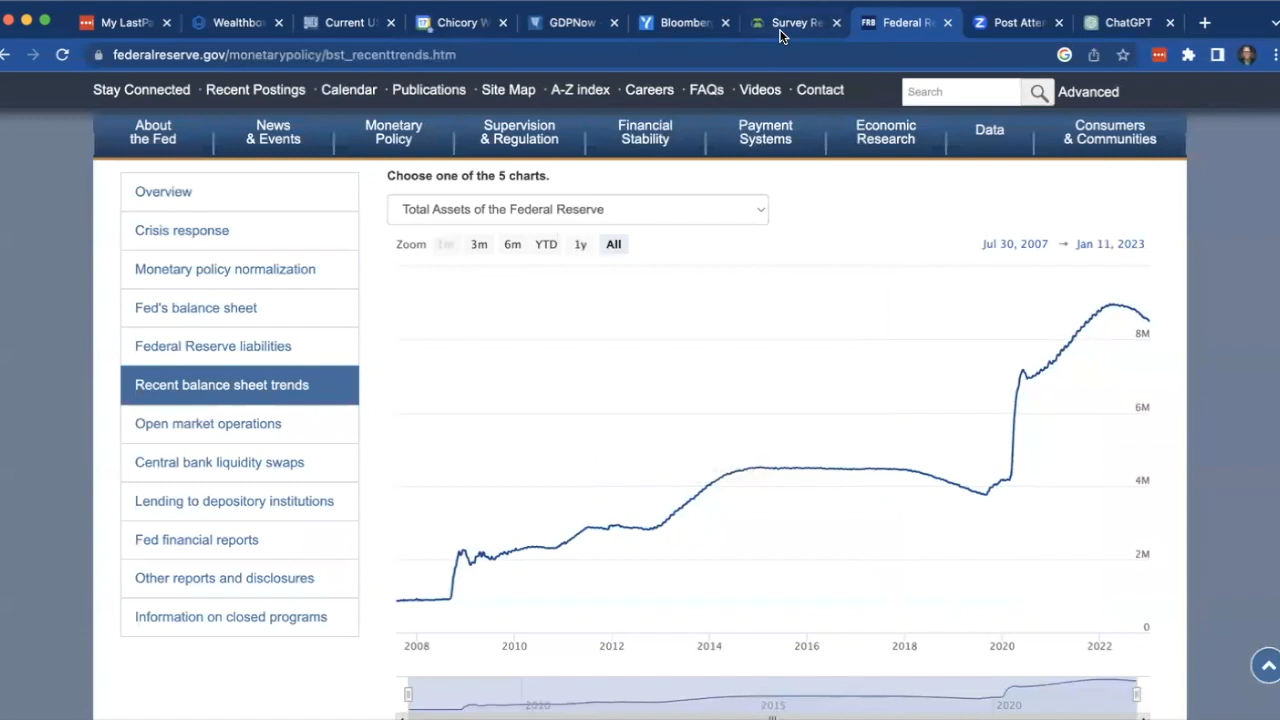 My LastPa Wealthbo Current U 17 Chicory W GDPNow Bloomber Survey Re FRB Federal Re Z Post Atten ChatGPT
federalreserve.gov/monetarypolicy/bst_recenttrends.htm
Stay Connected · Recent Postings · Calendar · Publications · Site Map · A-Z index · Careers · FAQs · Videos · Contact Search Advanced
About the Fed
News & Events
Monetary Policy
Supervision & Regulation
Financial Stability
Payment Systems
Economic Research
Data
Consumers & Communities
Overview
Crisis response
Monetary policy normalization
Fed's balance sheet
Federal Reserve liabilities
Recent balance sheet trends
Open market operations
Central bank liquidity swaps
Lending to depository institutions
Fed financial reports
Other reports and disclosures
Information on closed programs
Choose one of the 5 charts.
Total Assets of the Federal Reserve
Zoom 1m 3m 6m YTD 1y All Jul 30, 2007 → Jan 11, 2023
8M
6M
4M
2M
0
2008 2010 2012 2014 2016 2018 2020 2022
2010 2015 2020